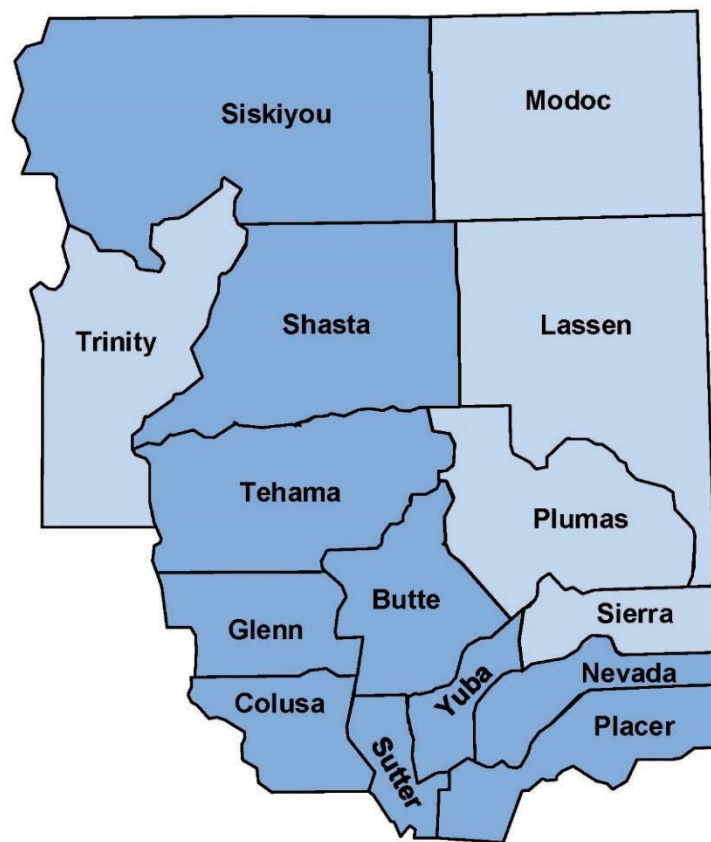 Siskiyou
Modoc
Trinity
Shasta
Lassen
Tehama
Plumas
Butte
Glenn
Sierra
Colusa
Yuba
Nevada
Sutter
Placer